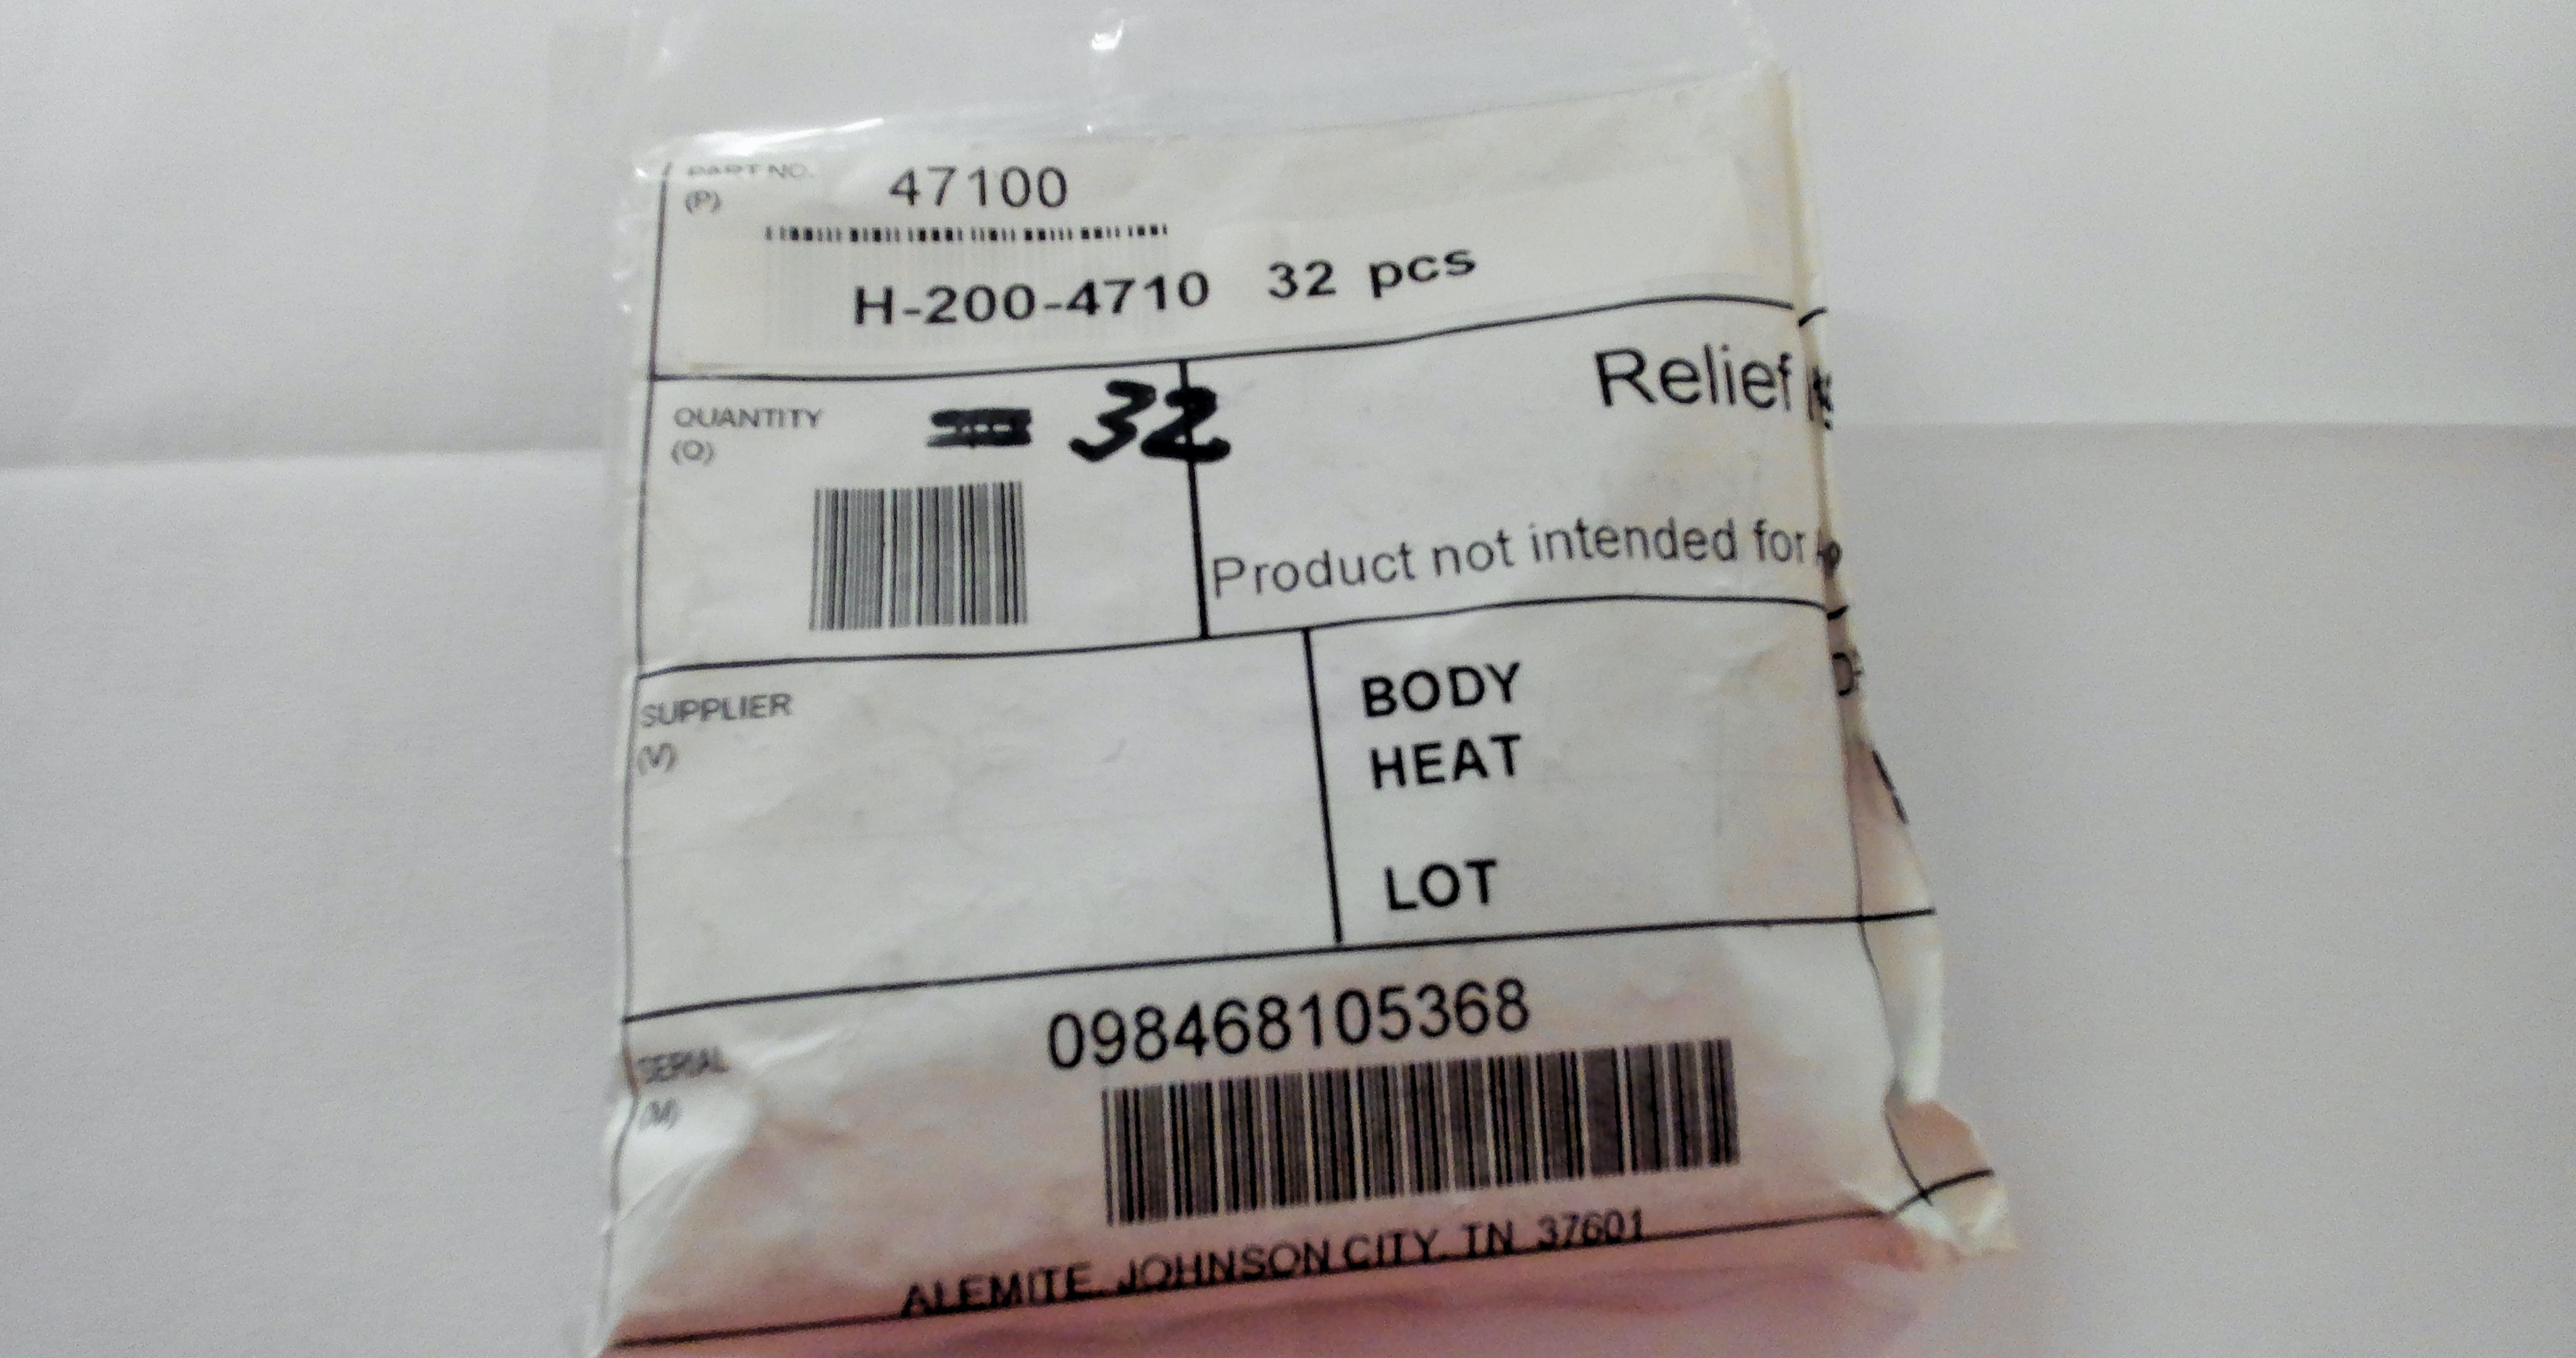 PART NO.
(P)
47100
H-200-4710 32 pcs
QUANTITY
(Q)
32
Relief
Product not intended for
SUPPLIER
(V)
BODY
HEAT
LOT
SERIAL
(M)
098468105368
ALEMITE, JOHNSON CITY, TN 37601